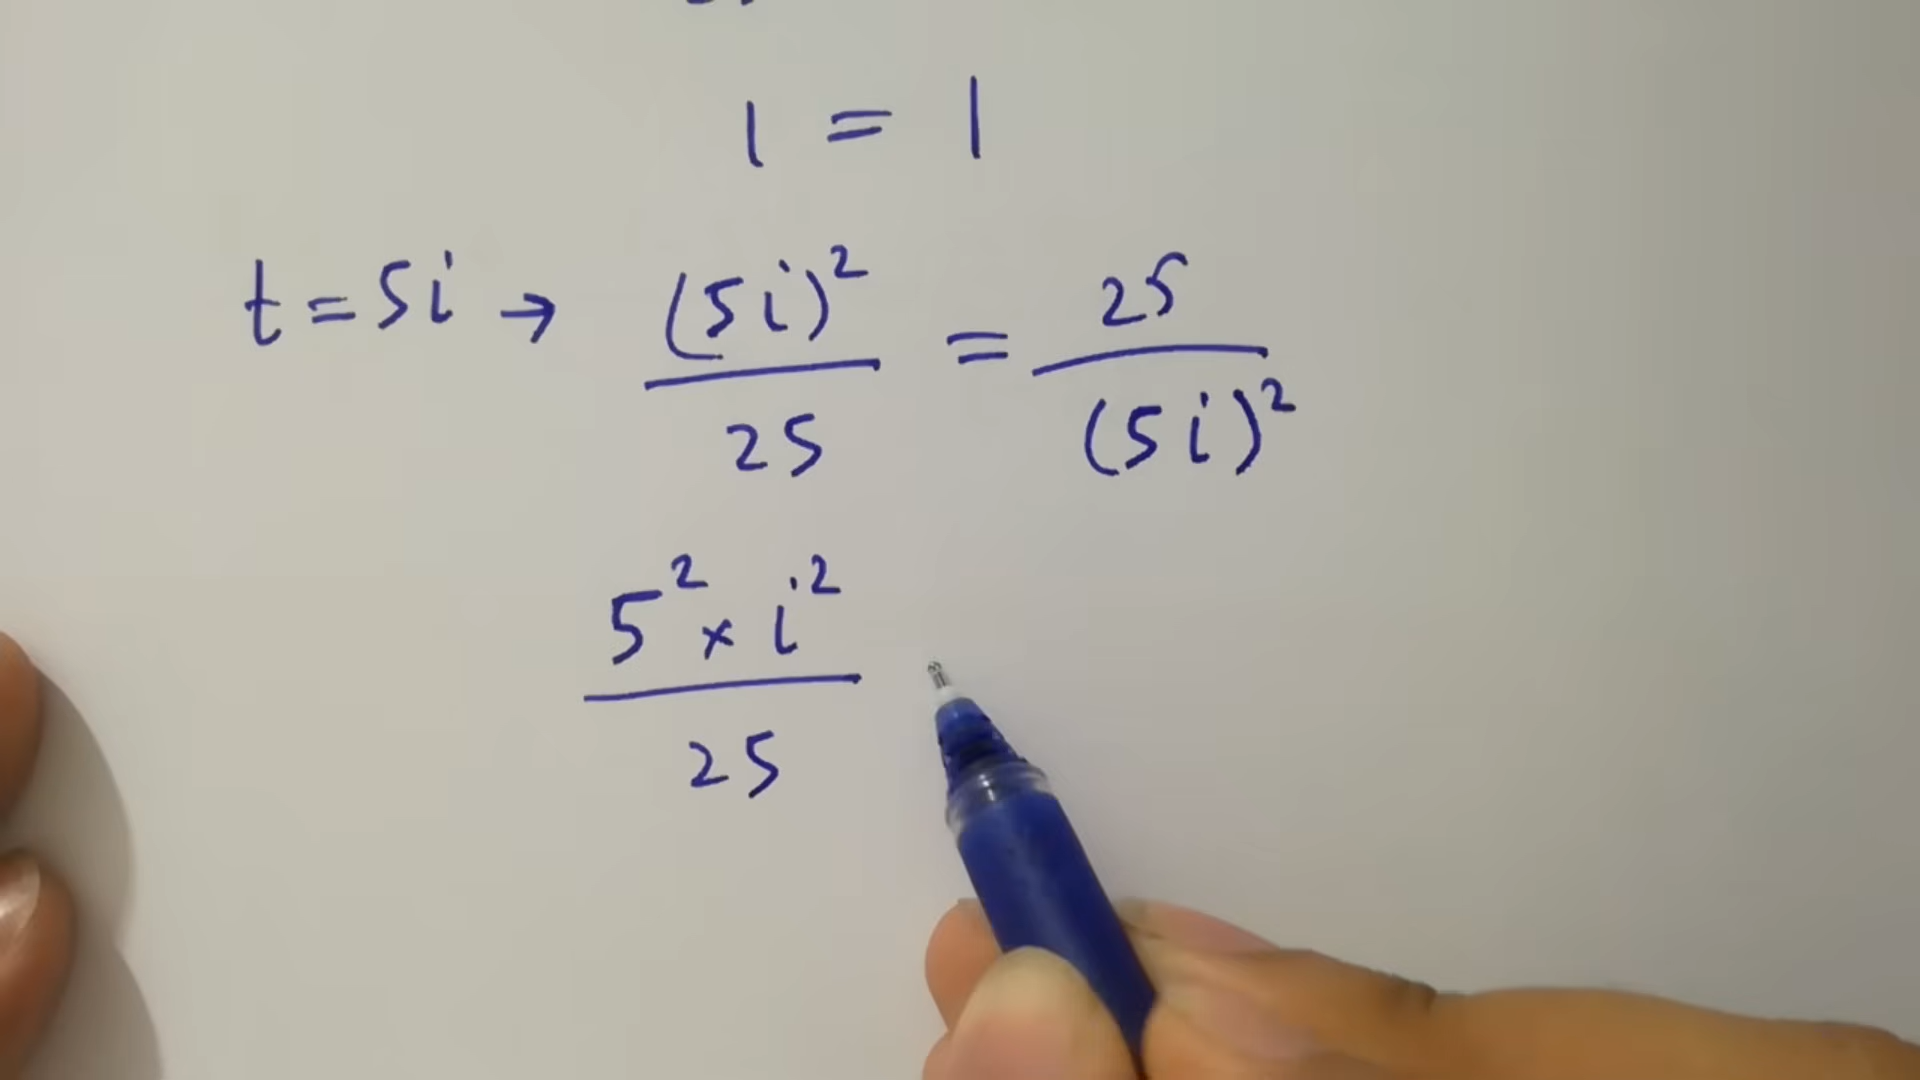 1 = 1
t = 5i → (5i)² / 25 = 25 / (5i)²
5² × i² / 25